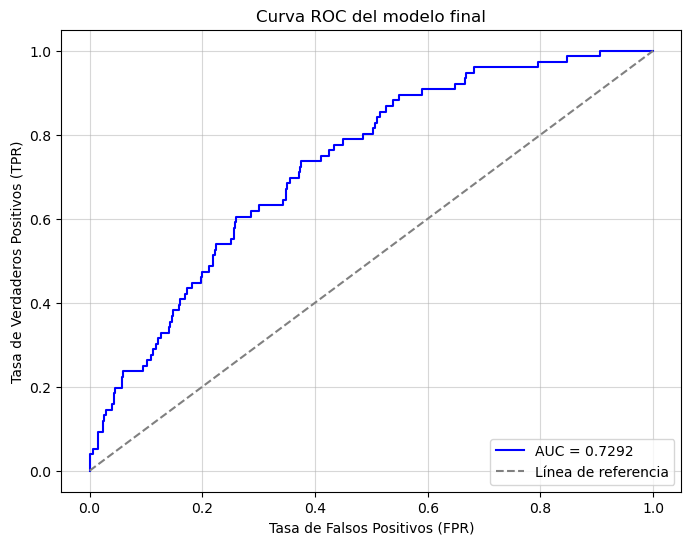 Curva ROC del modelo final
Tasa de Verdaderos Positivos (TPR)
1.0
0.8
0.6
0.4
0.2
0.0
AUC = 0.7292
Línea de referencia
0.0 0.2 0.4 0.6 0.8 1.0
Tasa de Falsos Positivos (FPR)